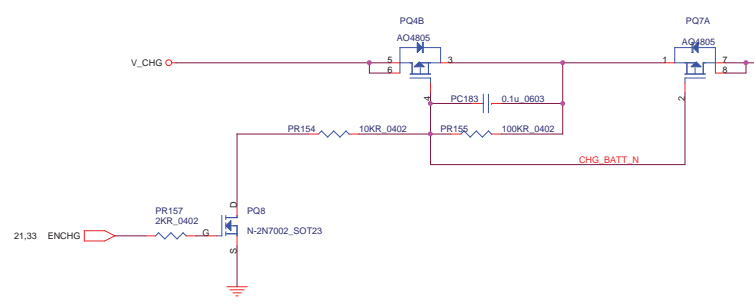 PQ4B
AO4805
PQ7A
AO4805
V_CHG
5
6
3
1
7
8
4
2
PC183
0.1u_0603
PR154
10KR_0402
PR155
100KR_0402
CHG_BATT_N
D
PR157
2KR_0402
PQ8
21,33
ENCHG
G
N-2N7002_SOT23
S